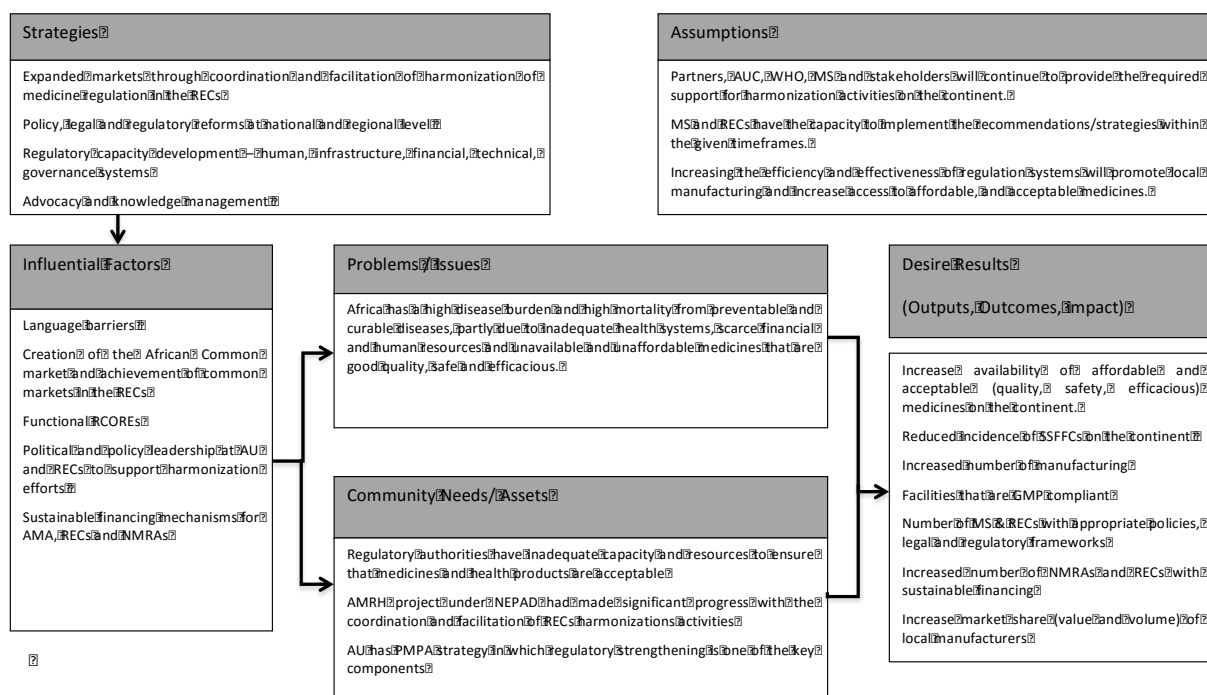 Strategies
Expanded markets through coordination and facilitation of harmonization of
medicine regulation in the RECs
Policy, legal and regulatory reforms at national and regional level
Regulatory capacity development – human, infrastructure, financial, technical,
governance systems
Advocacy and knowledge management
Assumptions
Partners, AUC, WHO, MS and stakeholders will continue to provide the required
support for harmonization activities on the continent.
MS and RECs have the capacity to implement the recommendations/strategies within
the given timeframes.
Increasing the efficiency and effectiveness of regulation systems will promote local
manufacturing and increase access to affordable, and acceptable medicines.
Influential Factors
Language barriers
Creation of the African Common
market and achievement of common
markets in the RECs
Functional RCOREs
Political and policy leadership at AU
and RECs to support harmonization
efforts
Sustainable financing mechanisms for
AMA, RECs and NMRAs
Problems / Issues
Africa has a high disease burden and high mortality from preventable and
curable diseases, partly due to inadequate health systems, scarce financial
and human resources and unavailable and unaffordable medicines that are
good quality, safe and efficacious.
Community Needs/ Assets
Regulatory authorities have inadequate capacity and resources to ensure
that medicines and health products are acceptable
AMRH project under NEPAD had made significant progress with the
coordination and facilitation of RECs harmonizations activities
AU has PMPA strategy in which regulatory strengthening is one of the key
components
Desire Results
(Outputs, Outcomes, Impact)
Increase availability of affordable and
acceptable (quality, safety, efficacious)
medicines on the continent.
Reduced incidence of SSFFCs on the continent
Increased number of manufacturing
Facilities that are GMP compliant
Number of MS & RECs with appropriate policies,
legal and regulatory frameworks
Increased number of NMRAs and RECs with
sustainable financing
Increase market share (value and volume) of
local manufacturers